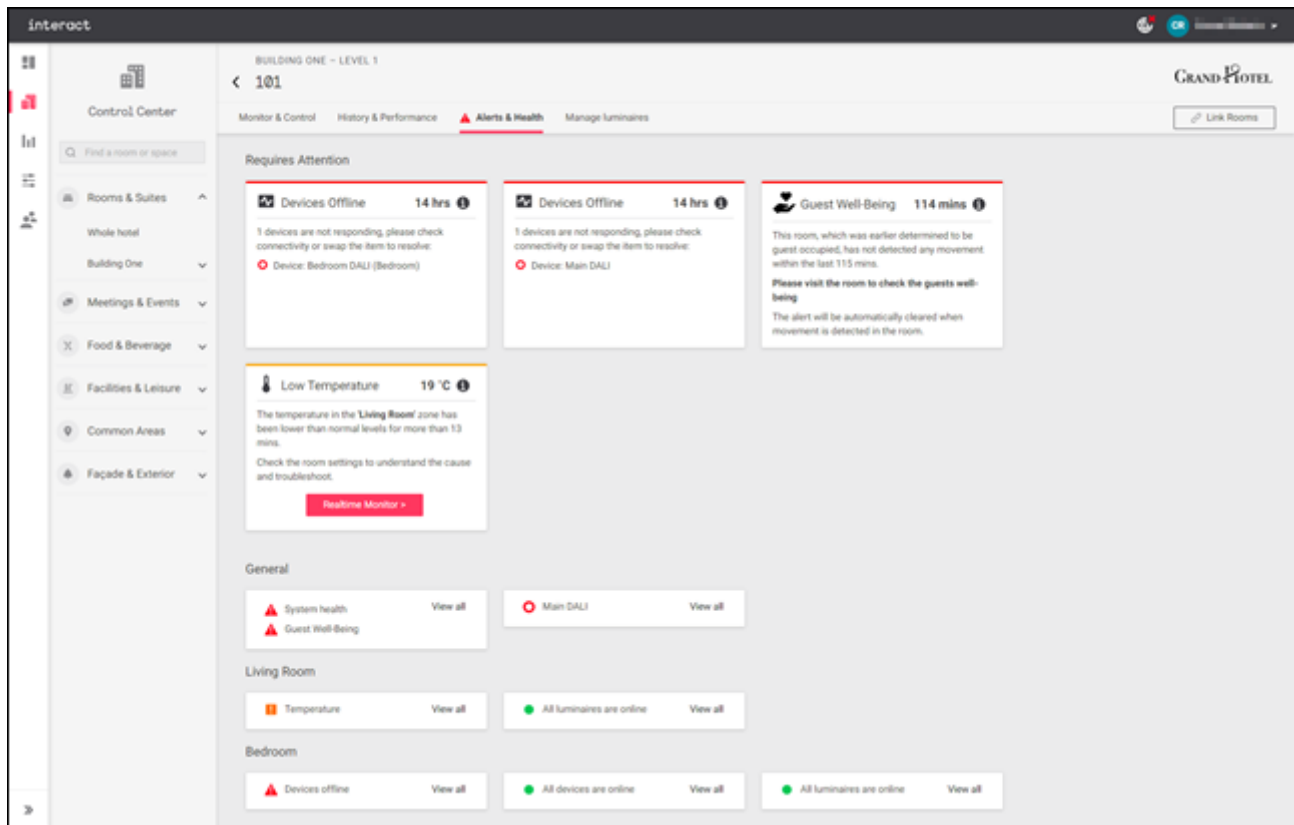 interact
CR
BUILDING ONE – LEVEL 1
101
GRAND HOTEL
Control Center
Monitor & Control
History & Performance
Alerts & Health
Manage luminaires
Link Rooms
Find a room or space
Rooms & Suites
Whole hotel
Building One
Meetings & Events
Food & Beverage
Facilities & Leisure
Common Areas
Façade & Exterior
Requires Attention
Devices Offline 14 hrs
1 devices are not responding, please check
connectivity or swap the item to resolve:
Device: Bedroom DALI (Bedroom)
Devices Offline 14 hrs
1 devices are not responding, please check
connectivity or swap the item to resolve:
Device: Main DALI
Guest Well-Being 114 mins
This room, which was earlier determined to be
guest occupied, has not detected any movement
within the last 115 mins.
Please visit the room to check the guests well-
being
The alert will be automatically cleared when
movement is detected in the room.
Low Temperature 19 °C
The temperature in the 'Living Room' zone has
been lower than normal levels for more than 13
mins.
Check the room settings to understand the cause
and troubleshoot.
Realtime Monitor >
General
System health View all
Guest Well-Being
Main DALI View all
Living Room
Temperature View all
All luminaires are online View all
Bedroom
Devices offline View all
All devices are online View all
All luminaires are online View all